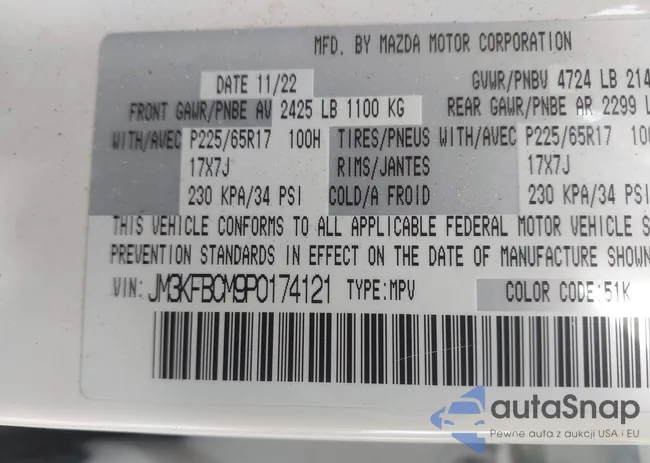 MFD. BY MAZDA MOTOR CORPORATION
DATE 11/22 GVWR/PNBV 4724 LB 214
FRONT GAWR/PNBE AV 2425 LB 1100 KG REAR GAWR/PNBE AR 2299 L
WITH/AVEC P225/65R17 100H TIRES/PNEUS WITH/AVEC P225/65R17 100
17X7J RIMS/JANTES 17X7J
230 KPA/34 PSI COLD/A FROID 230 KPA/34 PSI
THIS VEHICLE CONFORMS TO ALL APPLICABLE FEDERAL MOTOR VEHICLE S
PREVENTION STANDARDS IN EFFECT ON THE DATE OF MANUFACTURE SHOWN
VIN: JM3KFBCM9P0174121 TYPE:MPV COLOR CODE:51K
autaSnap
Pewne auta z aukcji USA i EU